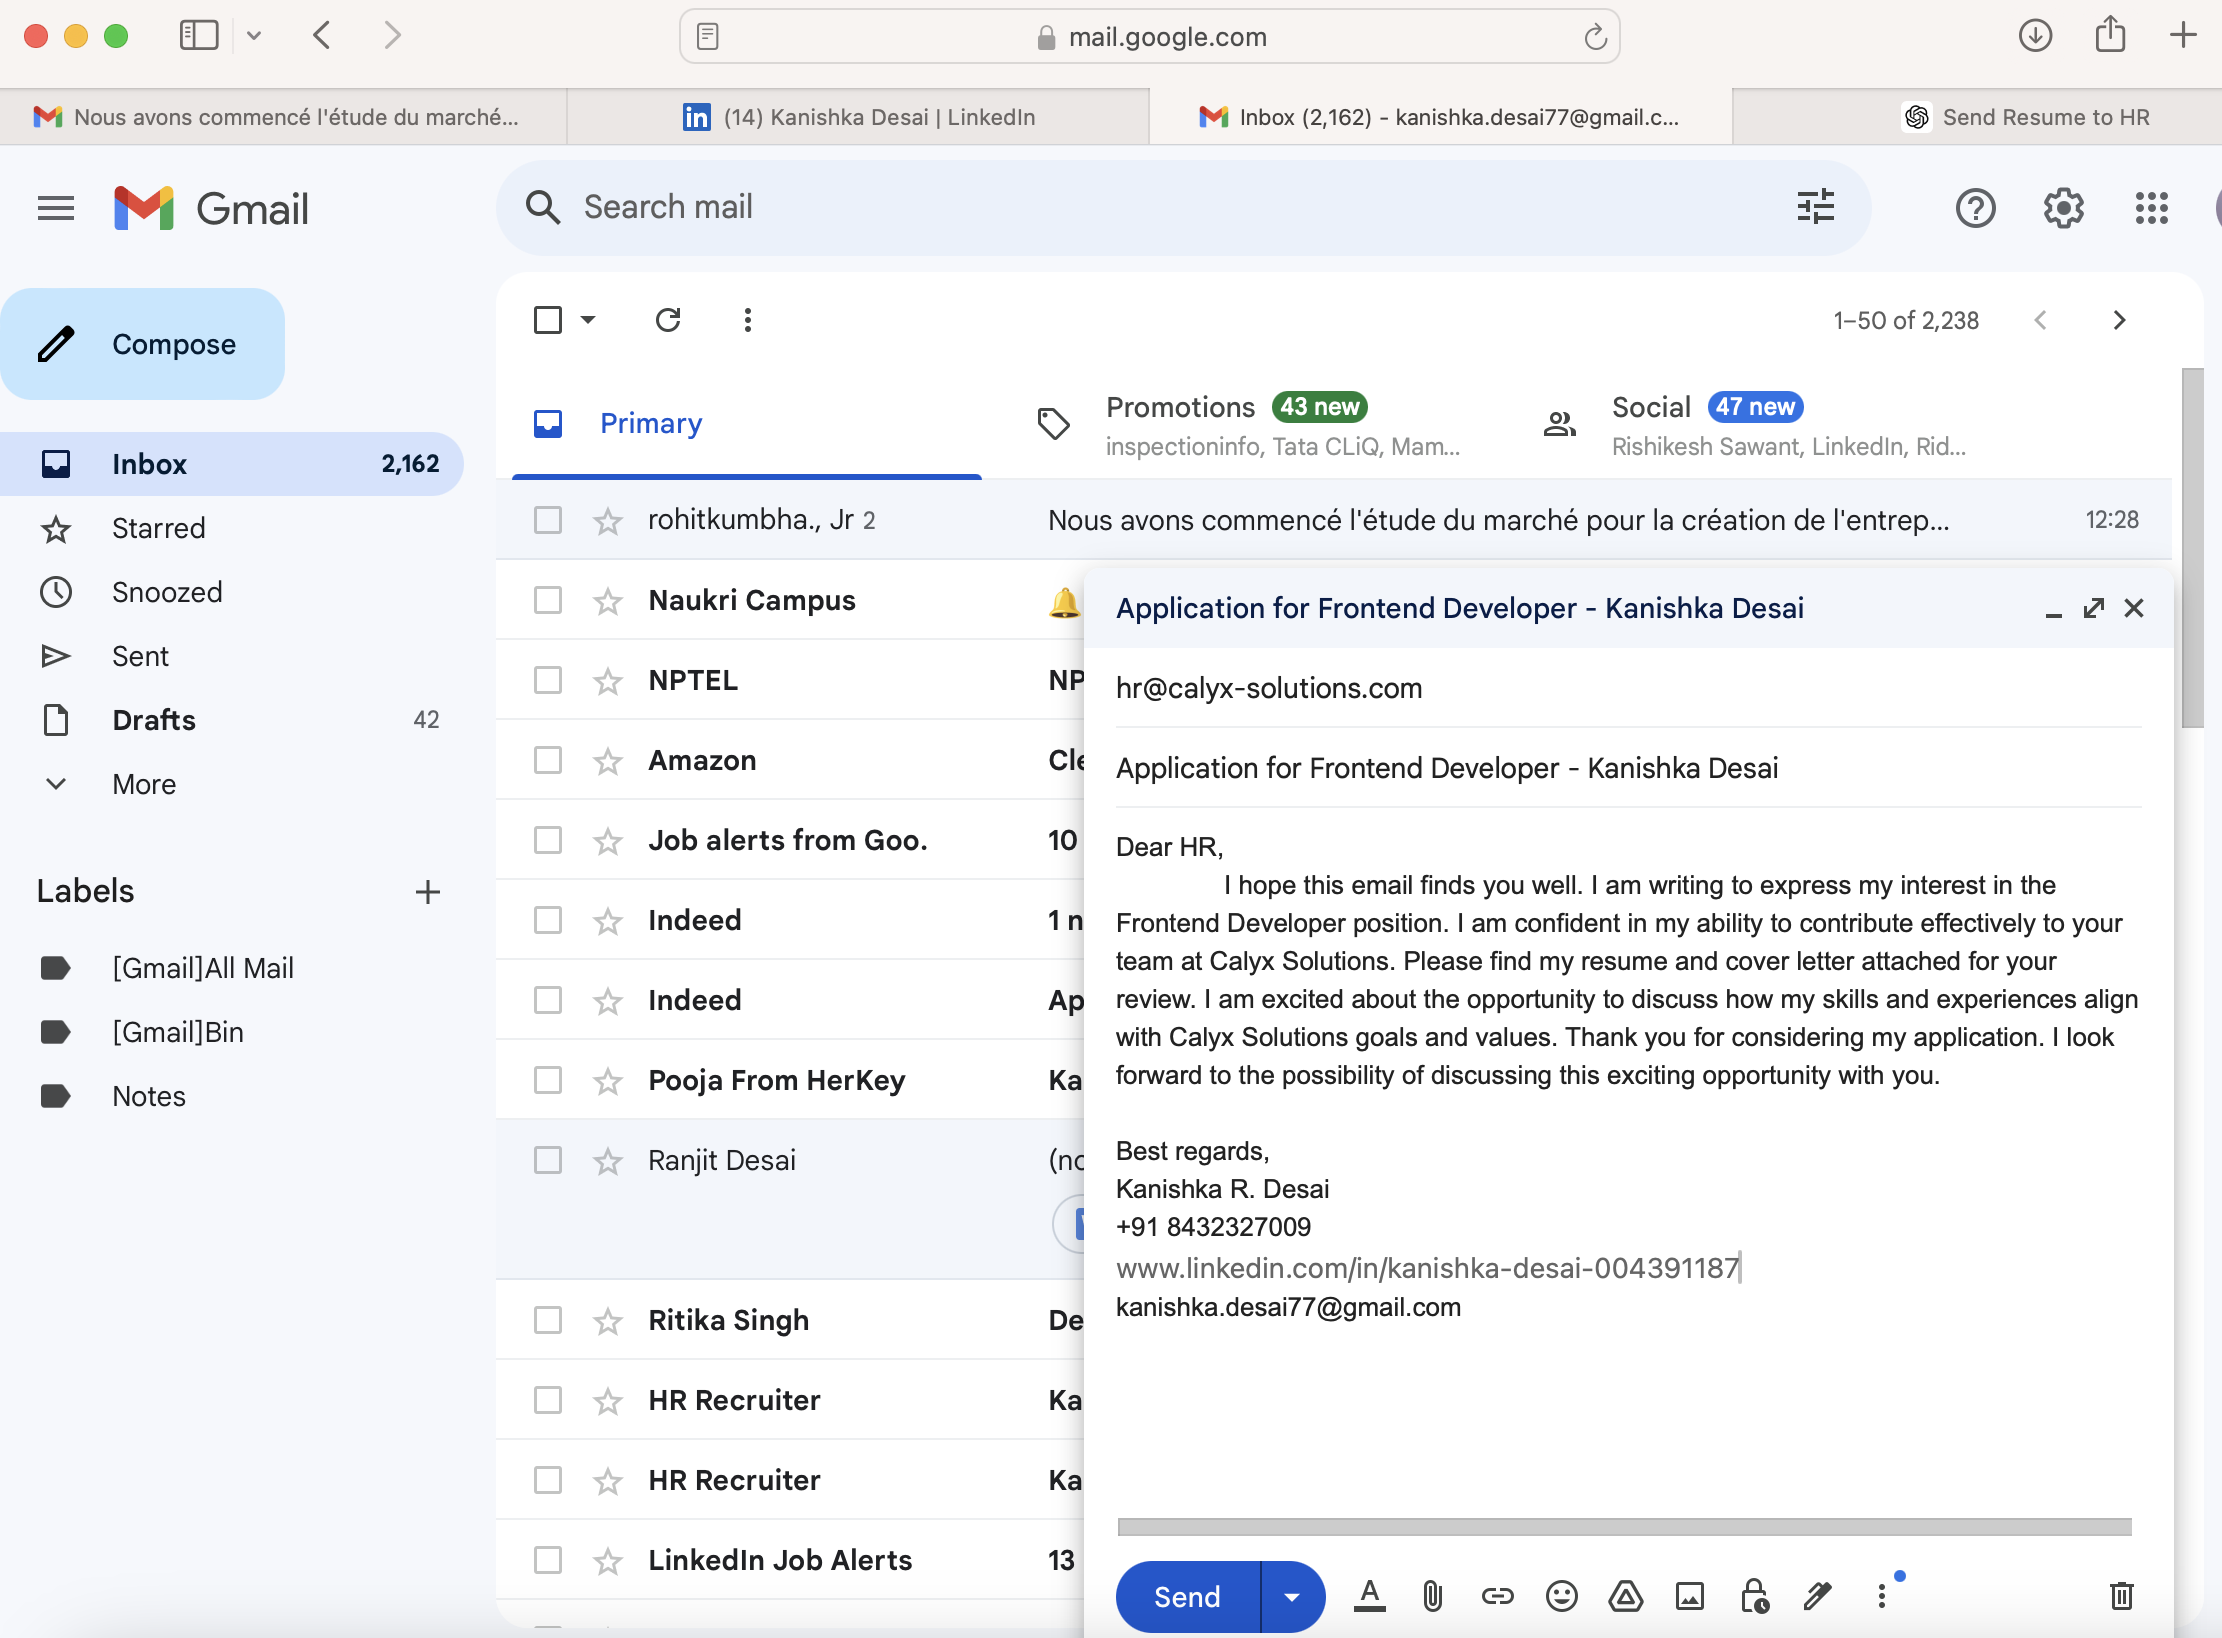 mail.google.com
Nous avons commencé l'étude du marché...
in (14) Kanishka Desai | LinkedIn
Inbox (2,162) - kanishka.desai77@gmail.c...
Send Resume to HR
Gmail
Search mail
Compose
1–50 of 2,238
Primary
Promotions 43 new
inspectioninfo, Tata CLiQ, Mam...
Social 47 new
Rishikesh Sawant, LinkedIn, Rid...
Inbox 2,162
Starred
Snoozed
Sent
Drafts 42
More
Labels
[Gmail]All Mail
[Gmail]Bin
Notes
rohitkumbha., Jr 2 Nous avons commencé l'étude du marché pour la création de l'entrep... 12:28
Naukri Campus
NPTEL NP
Amazon Cle
Job alerts from Goo. 10
Indeed 1 n
Indeed Ap
Pooja From HerKey Ka
Ranjit Desai (no
Ritika Singh De
HR Recruiter Ka
HR Recruiter Ka
LinkedIn Job Alerts 13
Application for Frontend Developer - Kanishka Desai
hr@calyx-solutions.com
Application for Frontend Developer - Kanishka Desai
Dear HR,
I hope this email finds you well. I am writing to express my interest in the
Frontend Developer position. I am confident in my ability to contribute effectively to your
team at Calyx Solutions. Please find my resume and cover letter attached for your
review. I am excited about the opportunity to discuss how my skills and experiences align
with Calyx Solutions goals and values. Thank you for considering my application. I look
forward to the possibility of discussing this exciting opportunity with you.
Best regards,
Kanishka R. Desai
+91 8432327009
www.linkedin.com/in/kanishka-desai-004391187
kanishka.desai77@gmail.com
Send